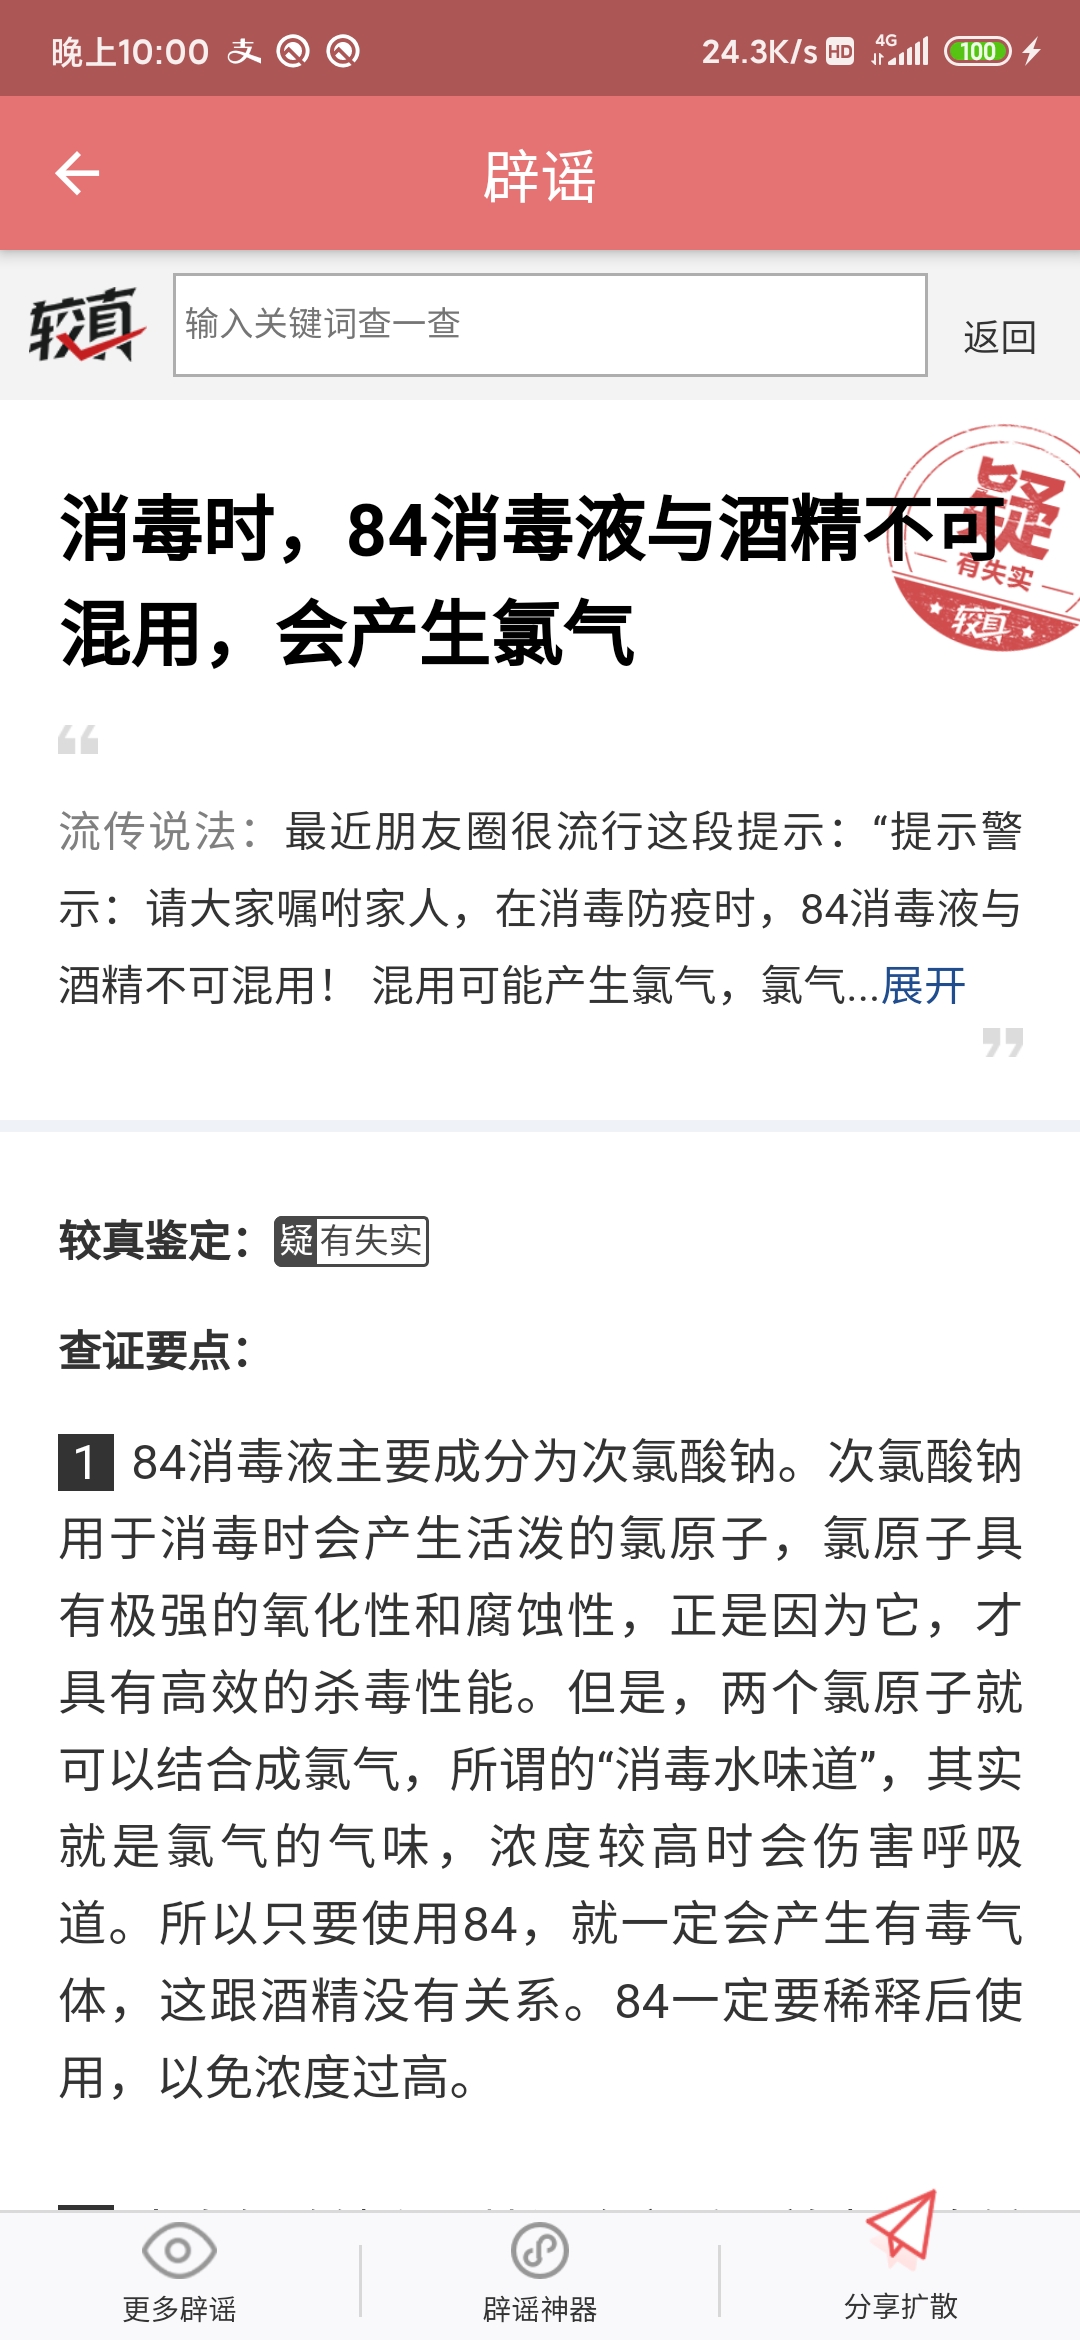 晚上10:00
24.3K/s HD 4G 100
辟谣
较真
输入关键词查一查
返回
疑
有失实
较真
消毒时，84消毒液与酒精不可
混用，会产生氯气
流传说法：最近朋友圈很流行这段提示：“提示警
示：请大家嘱咐家人，在消毒防疫时，84消毒液与
酒精不可混用！ 混用可能产生氯气，氯气...展开
较真鉴定：疑有失实
查证要点：
1 84消毒液主要成分为次氯酸钠。次氯酸钠
用于消毒时会产生活泼的氯原子，氯原子具
有极强的氧化性和腐蚀性，正是因为它，才
具有高效的杀毒性能。但是，两个氯原子就
可以结合成氯气，所谓的“消毒水味道”，其实
就是氯气的气味，浓度较高时会伤害呼吸
道。所以只要使用84，就一定会产生有毒气
体，这跟酒精没有关系。84一定要稀释后使
用，以免浓度过高。
更多辟谣
辟谣神器
分享扩散